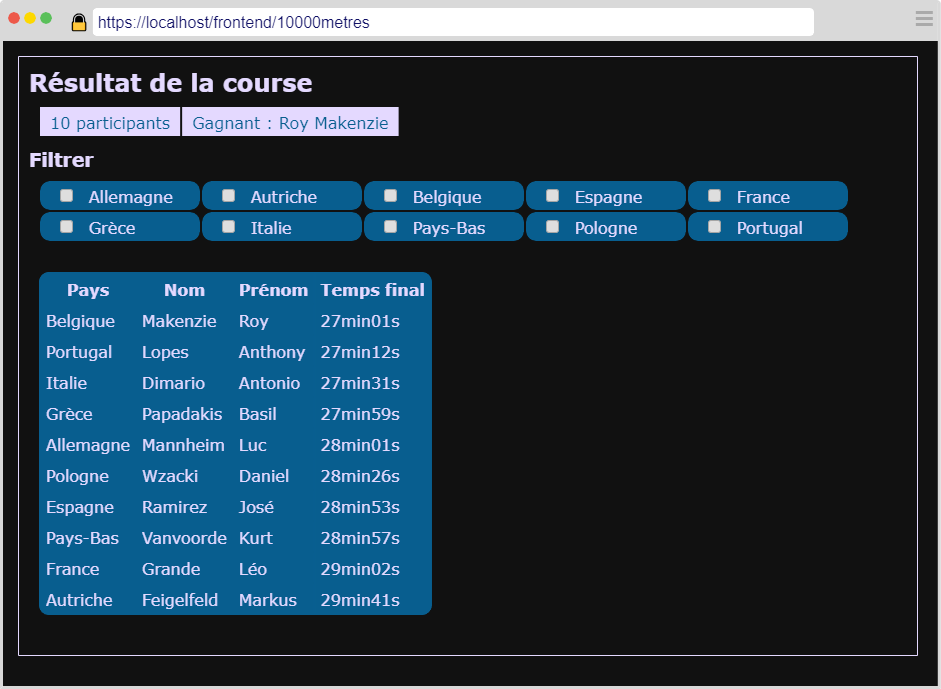 https://localhost/frontend/10000metres
Résultat de la course
10 participants Gagnant : Roy Makenzie
Filtrer
Allemagne Autriche Belgique Espagne France
Grèce Italie Pays-Bas Pologne Portugal
Pays Nom Prénom Temps final
Belgique Makenzie Roy 27min01s
Portugal Lopes Anthony 27min12s
Italie Dimario Antonio 27min31s
Grèce Papadakis Basil 27min59s
Allemagne Mannheim Luc 28min01s
Pologne Wzacki Daniel 28min26s
Espagne Ramirez José 28min53s
Pays-Bas Vanvoorde Kurt 28min57s
France Grande Léo 29min02s
Autriche Feigelfeld Markus 29min41s